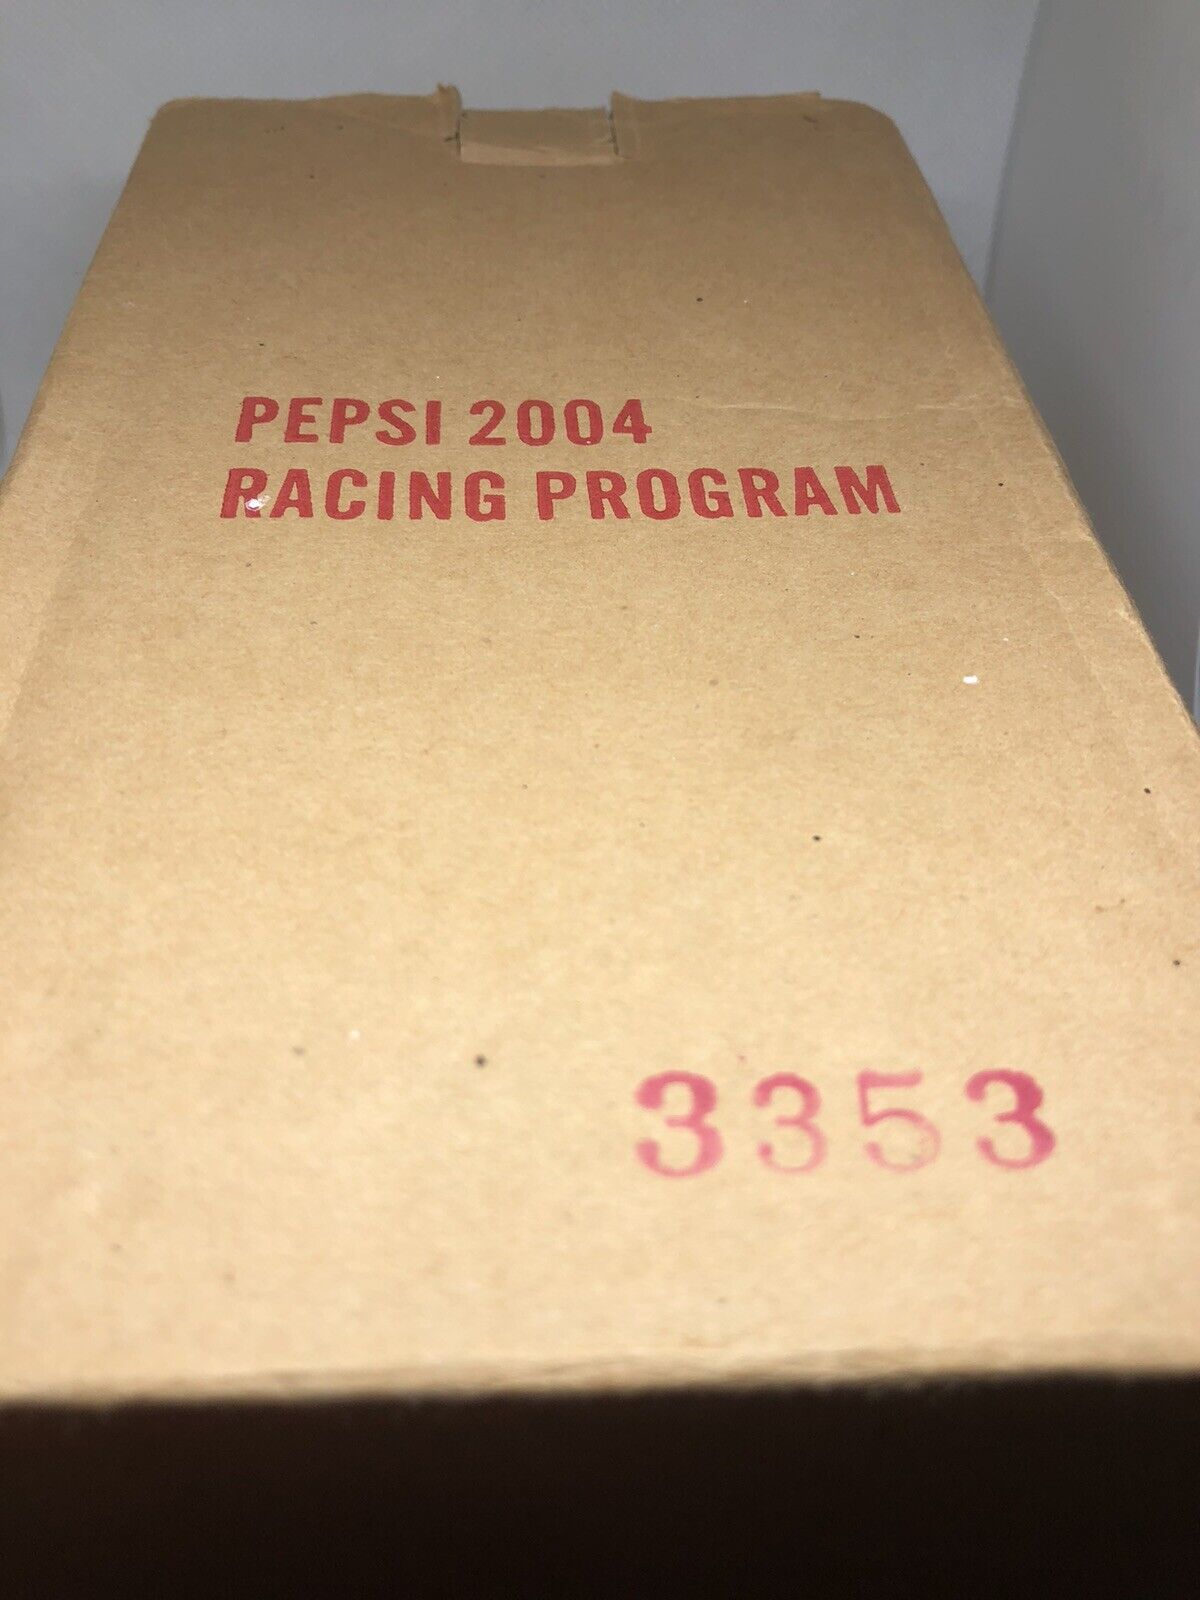 PEPSI 2004
RACING PROGRAM
3353